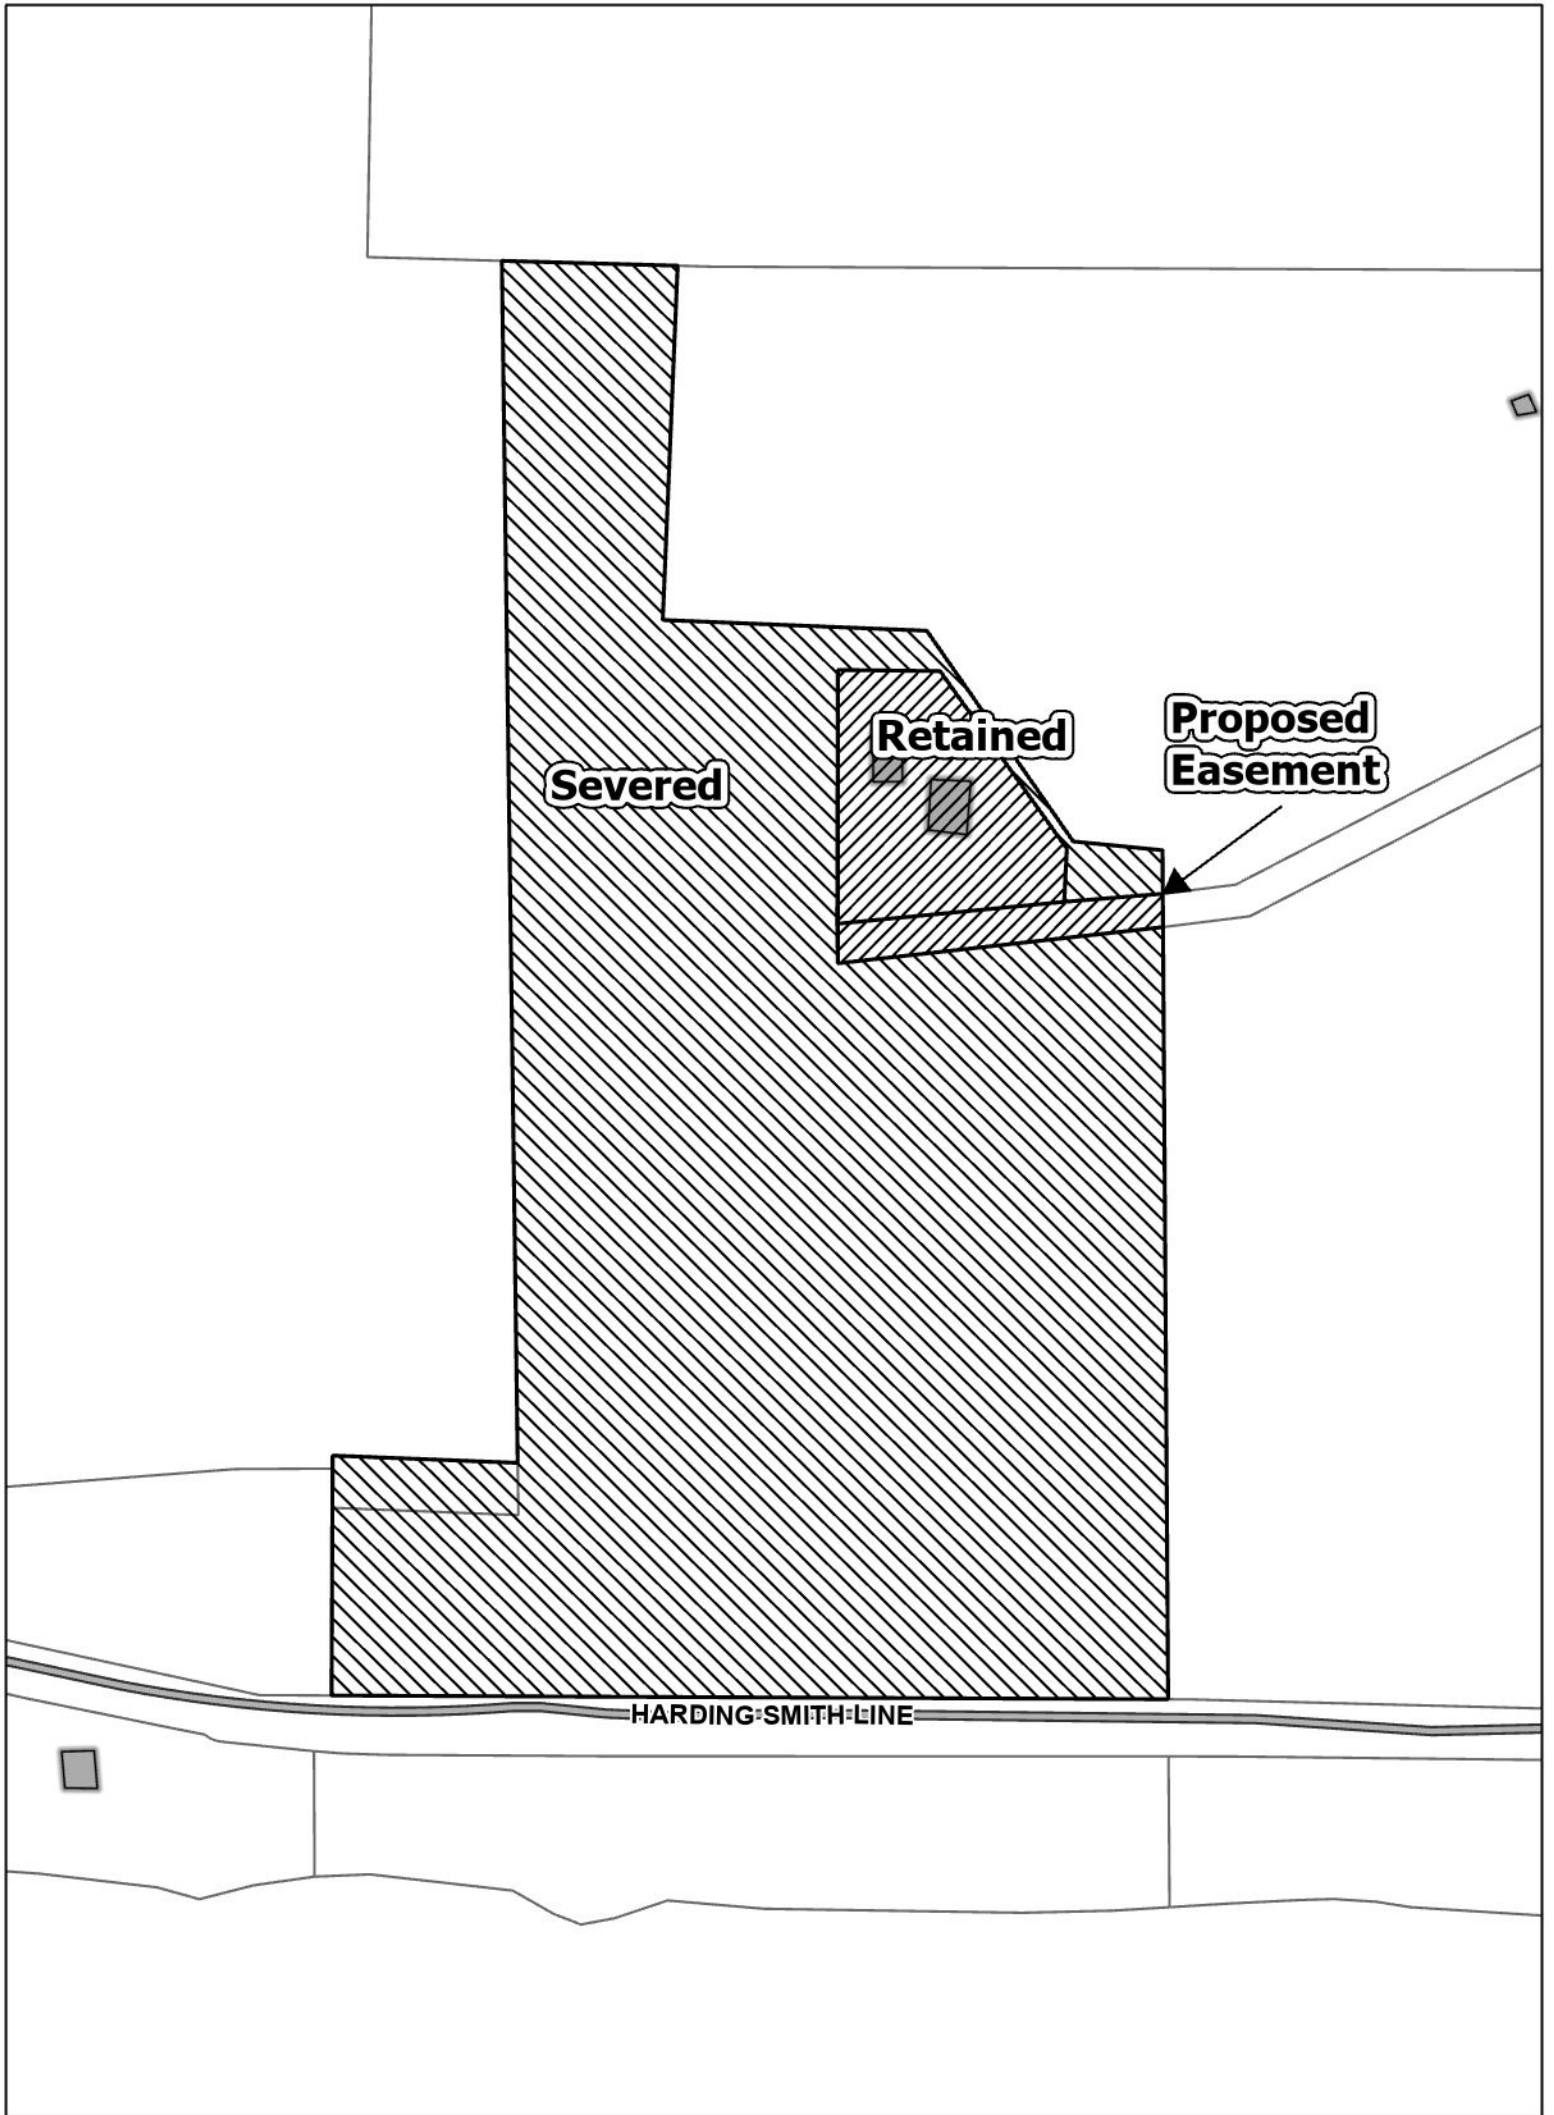 Retained
Proposed
Easement
Severed
HARDING SMITH LINE